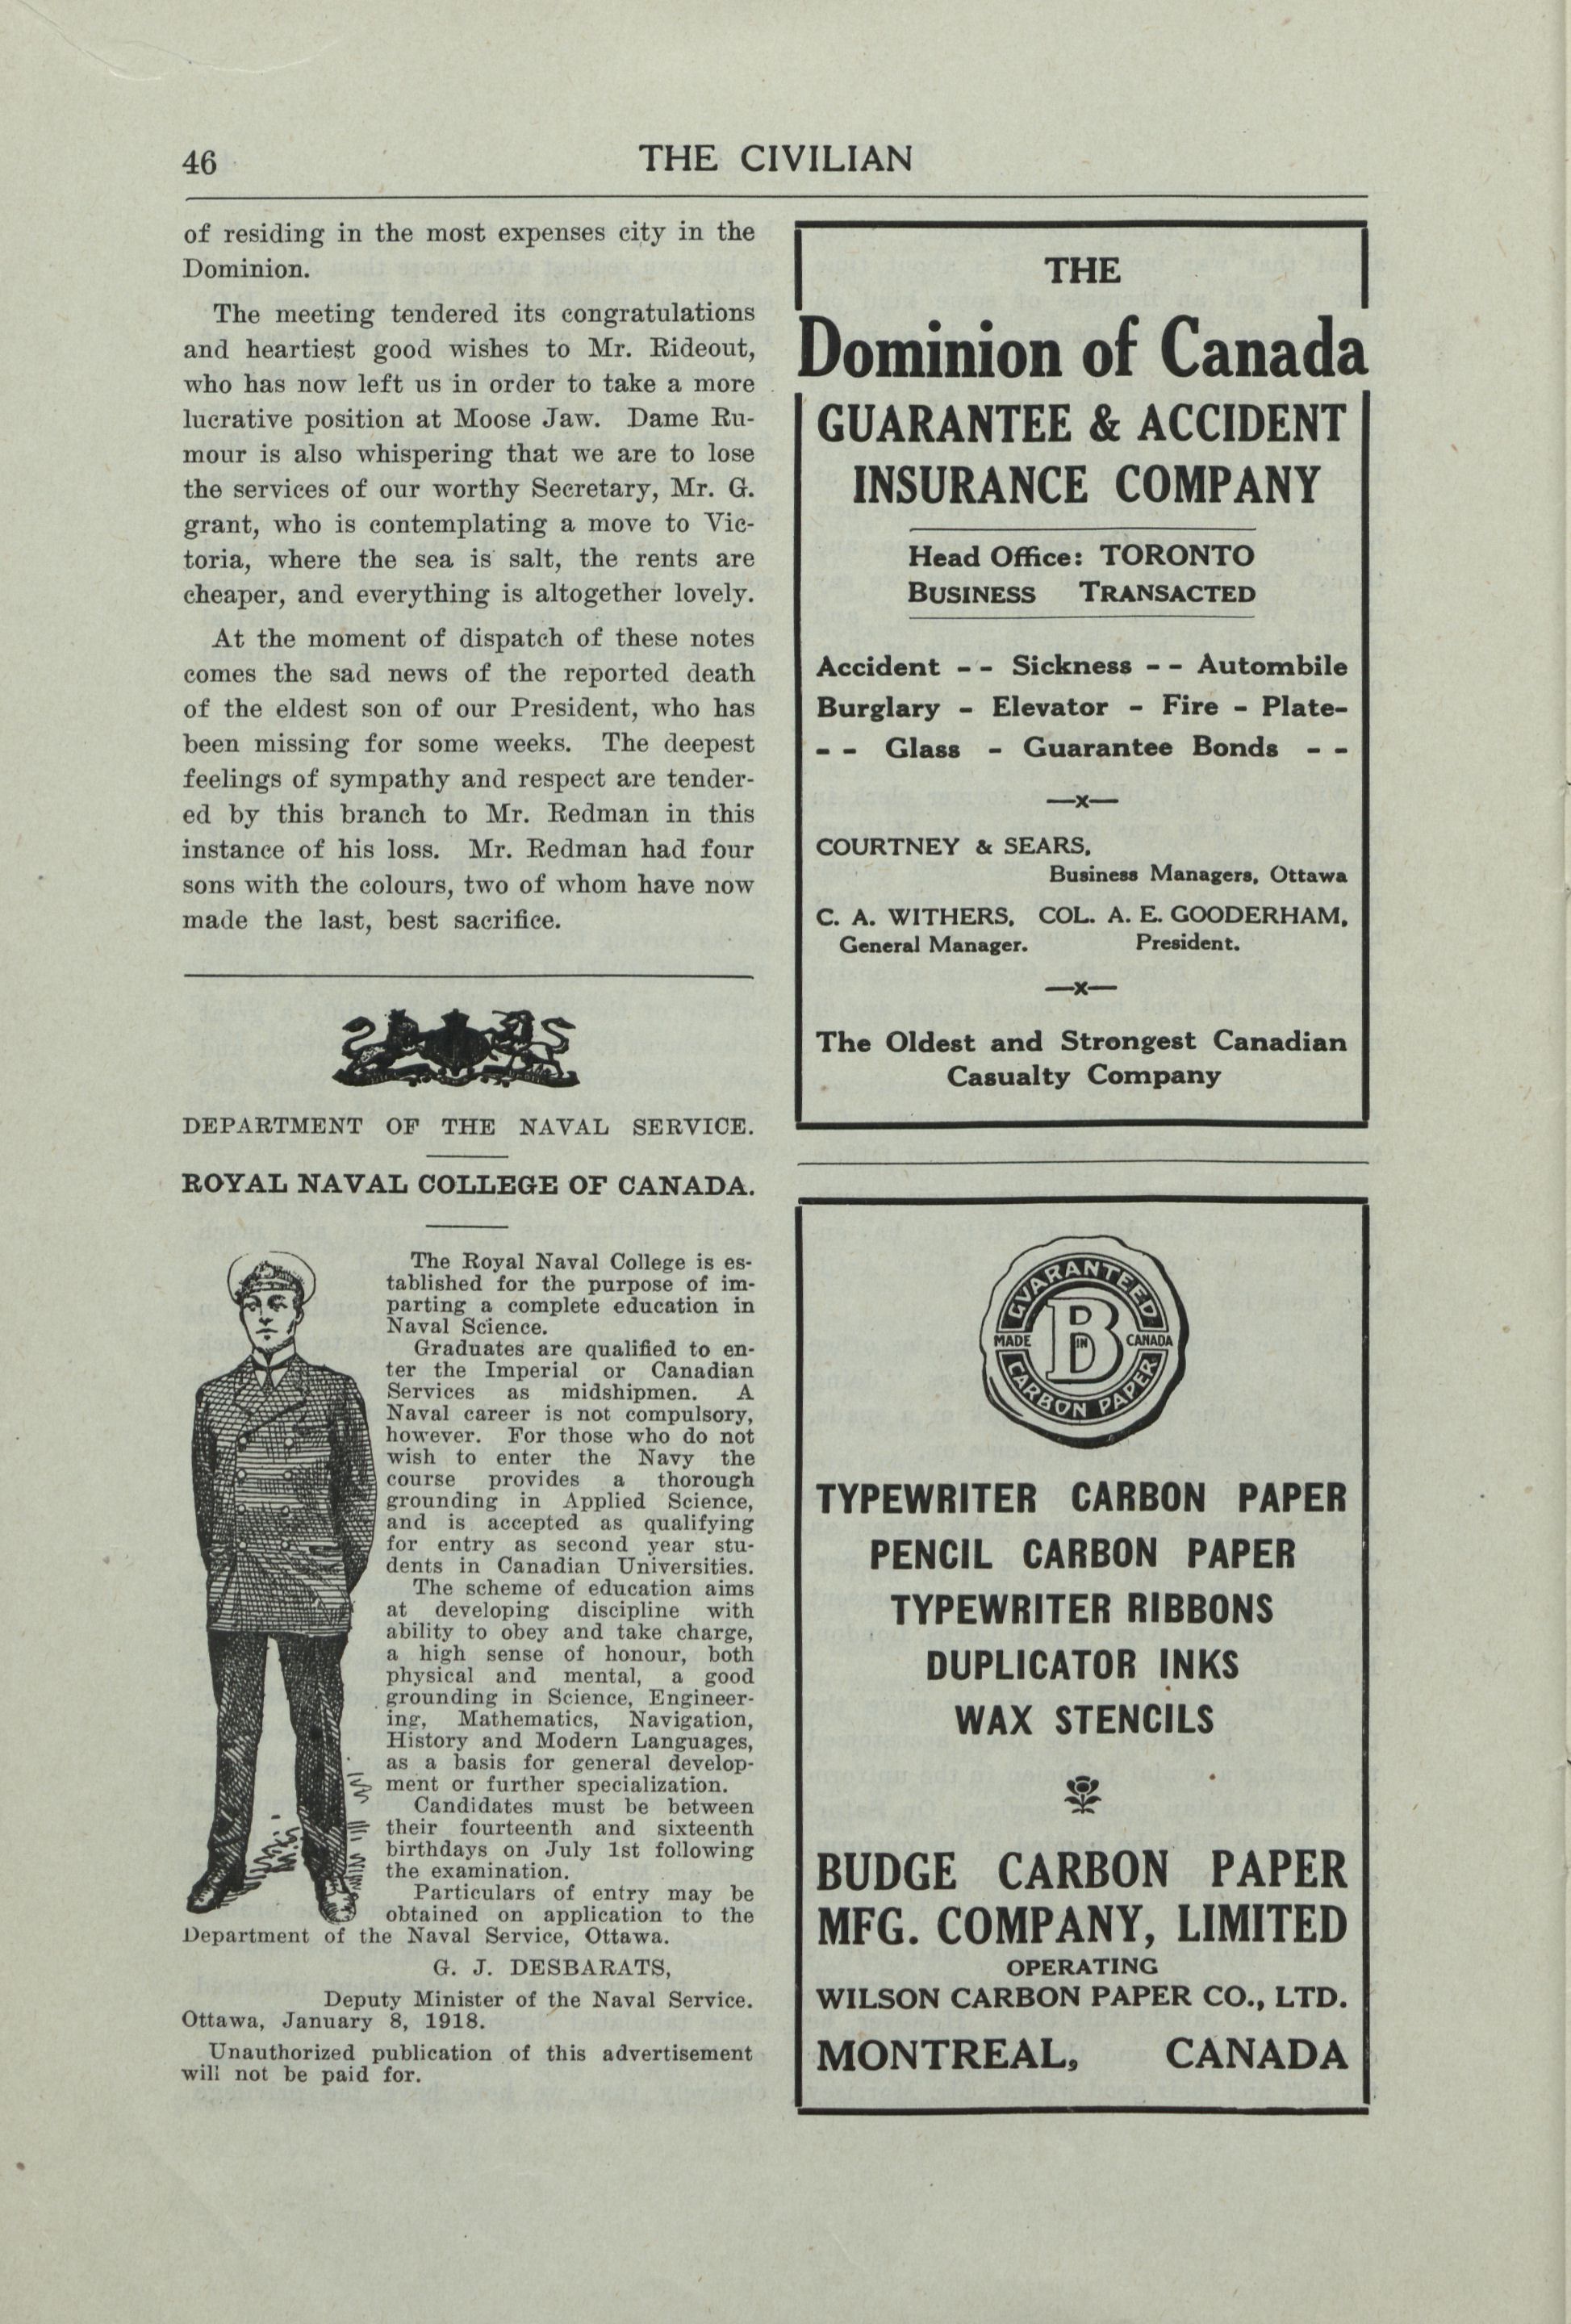 46
THE CIVILIAN
of residing in the most expenses city in the
Dominion.
The meeting tendered its congratulations
and heartiest good wishes to Mr. Rideout,
who has now left us in order to take a more
lucrative position at Moose Jaw. Dame Ru-
mour is also whispering that we are to lose
the services of our worthy Secretary, Mr. G.
grant, who is contemplating a move to Vic-
toria, where the sea is salt, the rents are
cheaper, and everything is altogether lovely.
At the moment of dispatch of these notes
comes the sad news of the reported death
of the eldest son of our President, who has
been missing for some weeks. The deepest
feelings of sympathy and respect are tender-
ed by this branch to Mr. Redman in this
instance of his loss. Mr. Redman had four
sons with the colours, two of whom have now
made the last, best sacrifice.
DEPARTMENT OF THE NAVAL SERVICE.
ROYAL NAVAL COLLEGE OF CANADA.
The Royal Naval College is es-
tablished for the purpose of im-
parting a complete education in
Naval Science.
Graduates are qualified to en-
ter the Imperial or Canadian
Services as midshipmen. A
Naval career is not compulsory,
however. For those who do not
wish to enter the Navy the
course provides a thorough
grounding in Applied Science,
and is accepted as qualifying
for entry as second year stu-
dents in Canadian Universities.
The scheme of education aims
at developing discipline with
ability to obey and take charge,
a high sense of honour, both
physical and mental, a good
grounding in Science, Engineer-
ing, Mathematics, Navigation,
History and Modern Languages,
as a basis for general develop-
ment or further specialization.
Candidates must be between
their fourteenth and sixteenth
birthdays on July 1st following
the examination.
Particulars of entry may be
obtained on application to the
Department of the Naval Service, Ottawa.
G. J. DESBARATS,
Deputy Minister of the Naval Service.
Ottawa, January 8, 1918.
Unauthorized publication of this advertisement
will not be paid for.
THE
Dominion of Canada
GUARANTEE & ACCIDENT
INSURANCE COMPANY
Head Office: TORONTO
BUSINESS TRANSACTED
Accident - - Sickness - - Autombile
Burglary - Elevator - Fire - Plate-
- - Glass - Guarantee Bonds - -
—x—
COURTNEY & SEARS,
Business Managers, Ottawa
C. A. WITHERS, COL. A. E. GOODERHAM,
General Manager. President.
—x—
The Oldest and Strongest Canadian
Casualty Company
GVARANTEED
B
MADE IN CANADA
CARBON PAPER
TYPEWRITER CARBON PAPER
PENCIL CARBON PAPER
TYPEWRITER RIBBONS
DUPLICATOR INKS
WAX STENCILS
BUDGE CARBON PAPER
MFG. COMPANY, LIMITED
OPERATING
WILSON CARBON PAPER CO., LTD.
MONTREAL, CANADA